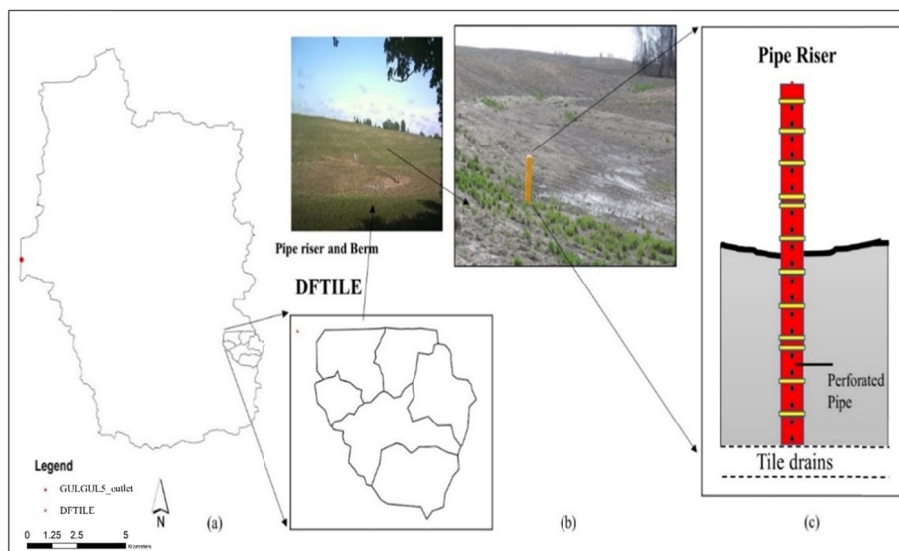 Pipe riser and Berm
DFTILE
Legend
GULGUL5_outlet
DFTILE
N
0 1.25 2.5 5
Kilometers
(a)
(b)
Pipe Riser
Perforated
Pipe
Tile drains
(c)